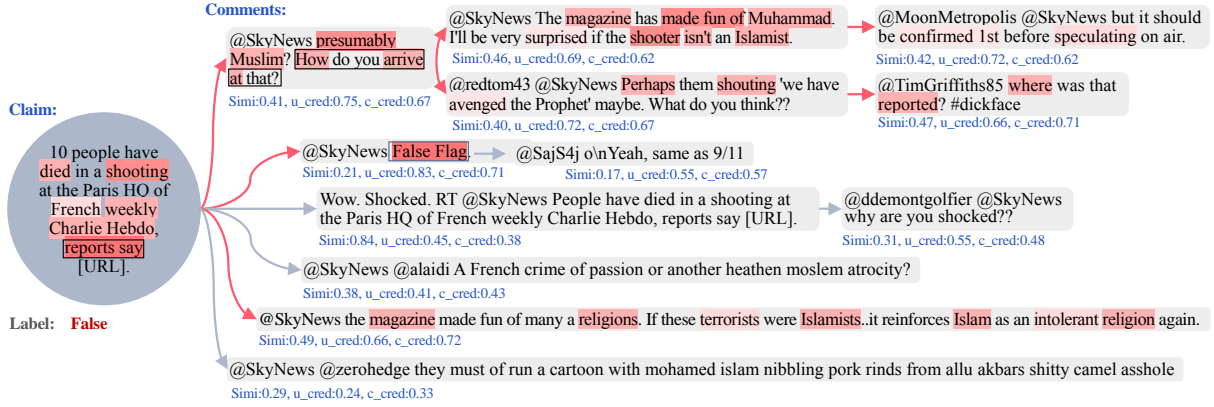 Comments:
@SkyNews presumably
Muslim? How do you arrive
at that?
Simi:0.41, u_cred:0.75, c_cred:0.67
@SkyNews The magazine has made fun of Muhammad.
I'll be very surprised if the shooter isn't an Islamist.
Simi:0.46, u_cred:0.69, c_cred:0.62
@MoonMetropolis @SkyNews but it should
be confirmed 1st before speculating on air.
Simi:0.42, u_cred:0.72, c_cred:0.62
@redtom43 @SkyNews Perhaps them shouting 'we have
avenged the Prophet' maybe. What do you think??
Simi:0.40, u_cred:0.72, c_cred:0.67
@TimGriffiths85 where was that
reported? #dickface
Simi:0.47, u_cred:0.66, c_cred:0.71
Claim:
10 people have
died in a shooting
at the Paris HO of
French weekly
Charlie Hebdo,
reports say
[URL].
Label: False
@SkyNews False Flag.
Simi:0.21, u_cred:0.83, c_cred:0.71
@SajS4j o\nYeah, same as 9/11
Simi:0.17, u_cred:0.55, c_cred:0.57
Wow. Shocked. RT @SkyNews People have died in a shooting at
the Paris HQ of French weekly Charlie Hebdo, reports say [URL].
Simi:0.84, u_cred:0.45, c_cred:0.38
@ddemontgolfier @SkyNews
why are you shocked??
Simi:0.31, u_cred:0.55, c_cred:0.48
@SkyNews @alaidi A French crime of passion or another heathen moslem atrocity?
Simi:0.38, u_cred:0.41, c_cred:0.43
@SkyNews the magazine made fun of many a religions. If these terrorists were Islamists..it reinforces Islam as an intolerant religion again.
Simi:0.49, u_cred:0.66, c_cred:0.72
@SkyNews @zerohedge they must of run a cartoon with mohamed islam nibbling pork rinds from allu akbars shitty camel asshole
Simi:0.29, u_cred:0.24, c_cred:0.33